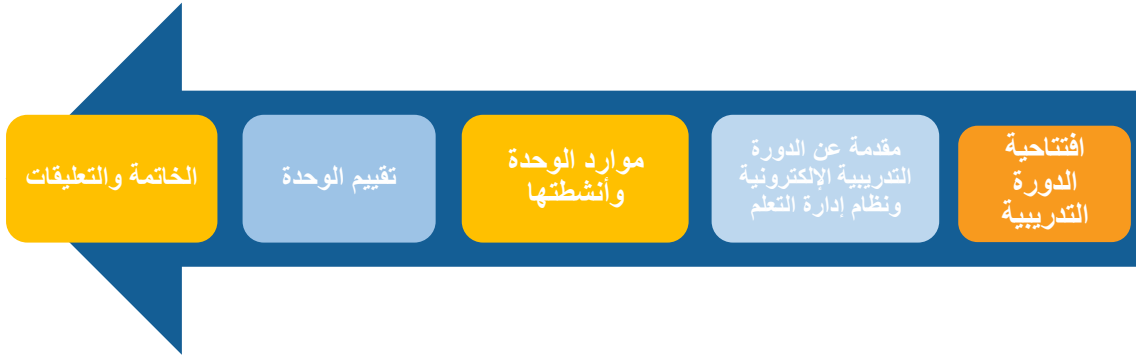 افتتاحية
الدورة
التدريبية
مقدمة عن الدورة
التدريبية الإلكترونية
ونظام إدارة التعلم
موارد الوحدة
وأنشطتها
تقييم الوحدة
الخاتمة والتعليقات